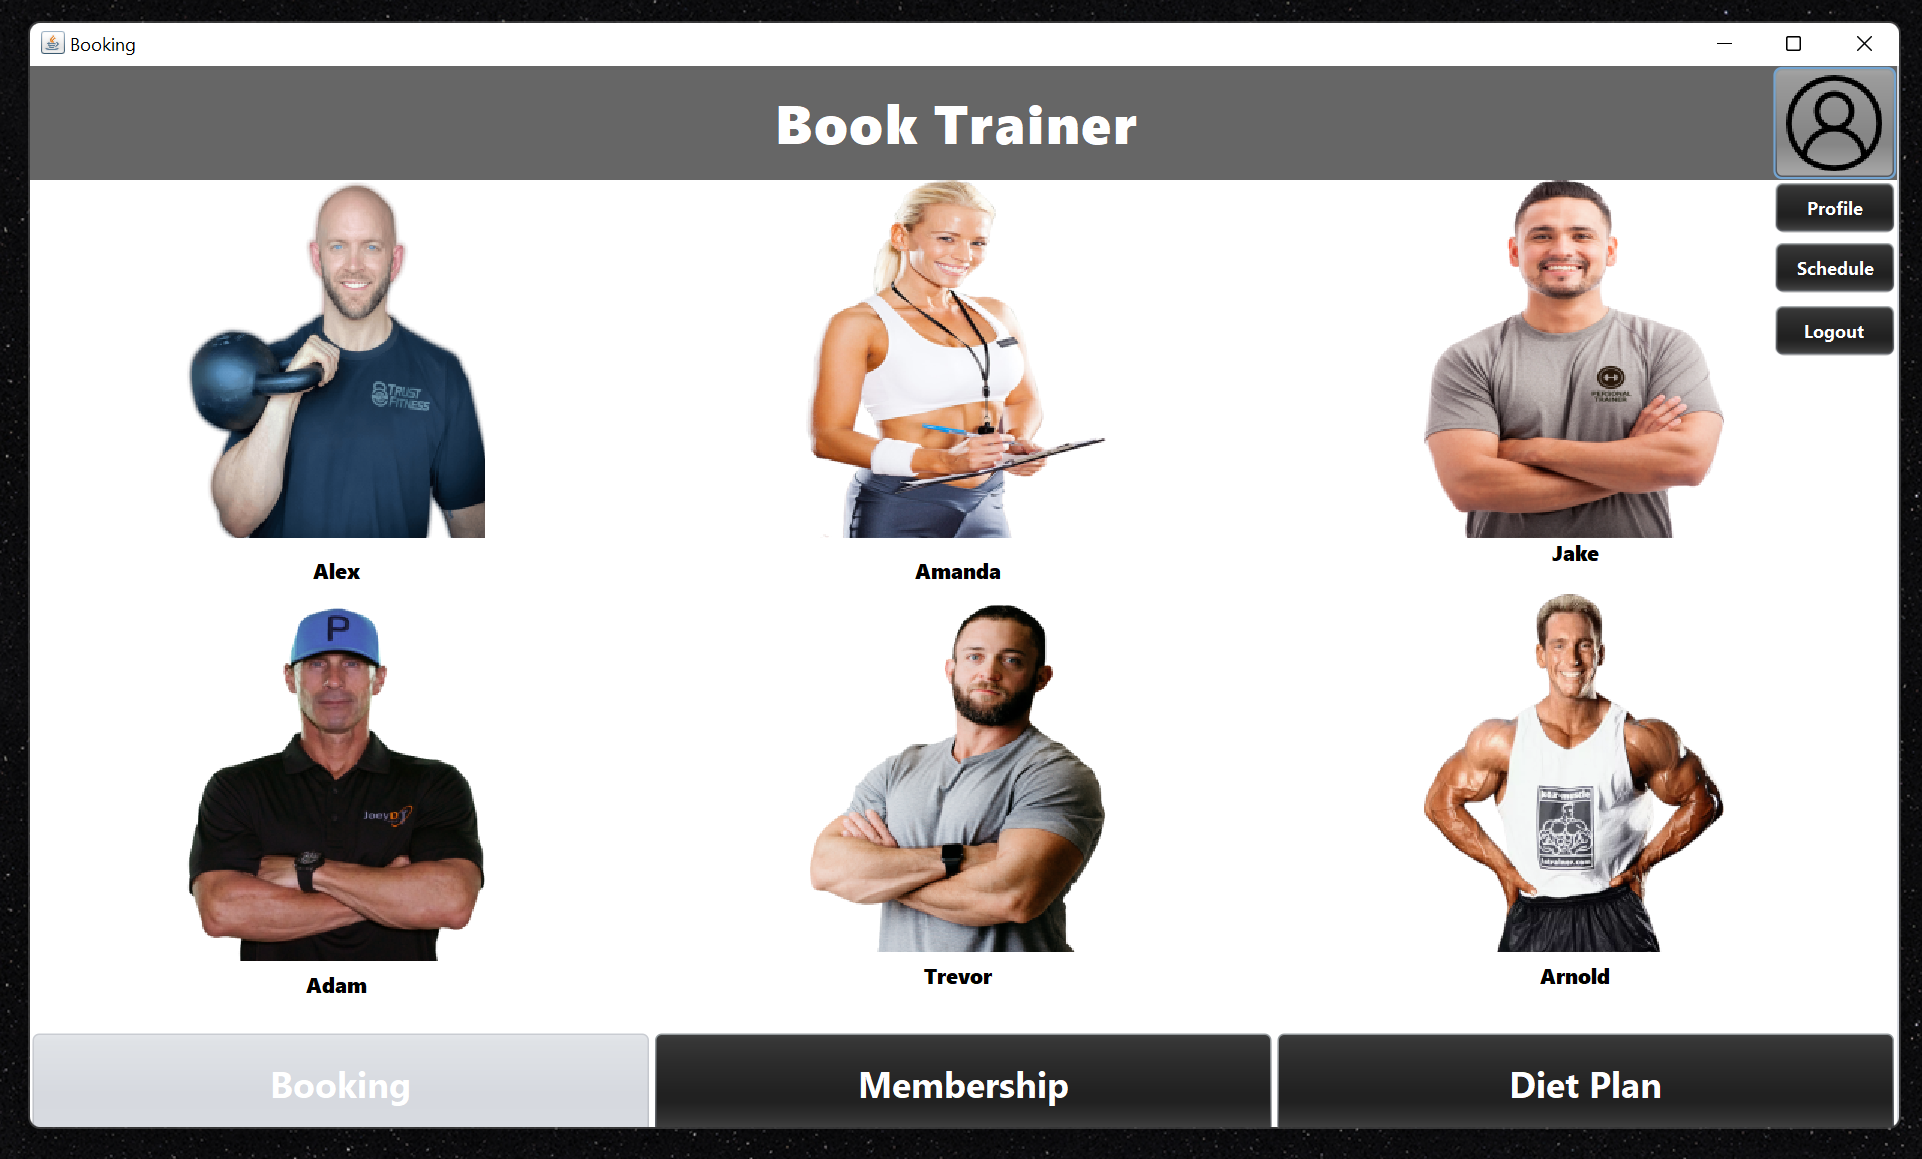 Booking
Book Trainer
Profile
Schedule
Logout
TRUST
FITNESS
PERSONAL
TRAINER
Alex
Amanda
Jake
P
JoeyD
Adam
Trevor
Arnold
Booking
Membership
Diet Plan